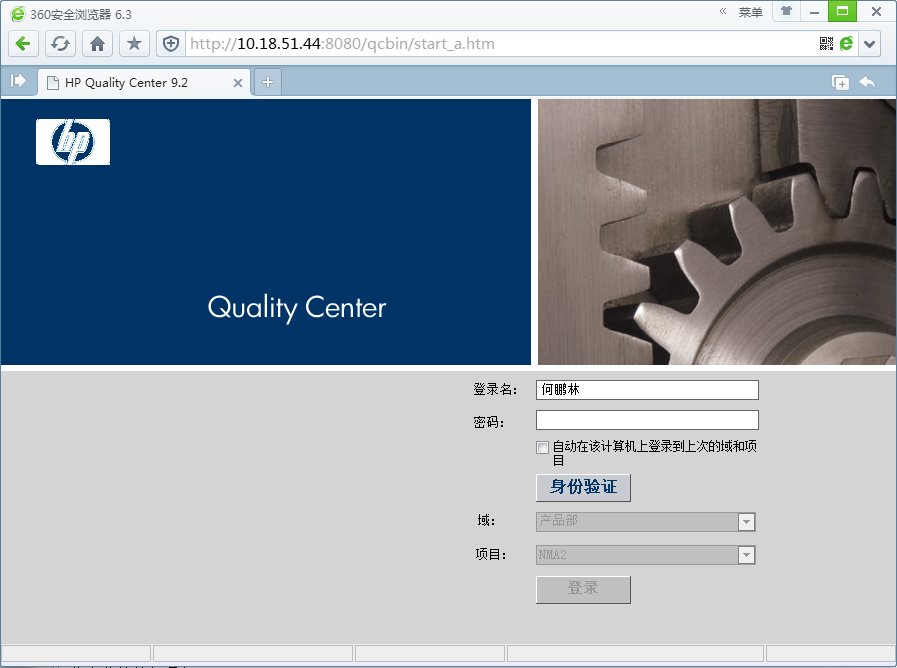 360安全浏览器 6.3
« 菜单
http://10.18.51.44:8080/qcbin/start_a.htm
HP Quality Center 9.2
hp
Quality Center
登录名：
何鹏林
密码：
自动在该计算机上登录到上次的域和项
目
身份验证
域：
产品部
项目：
NMA2
登录